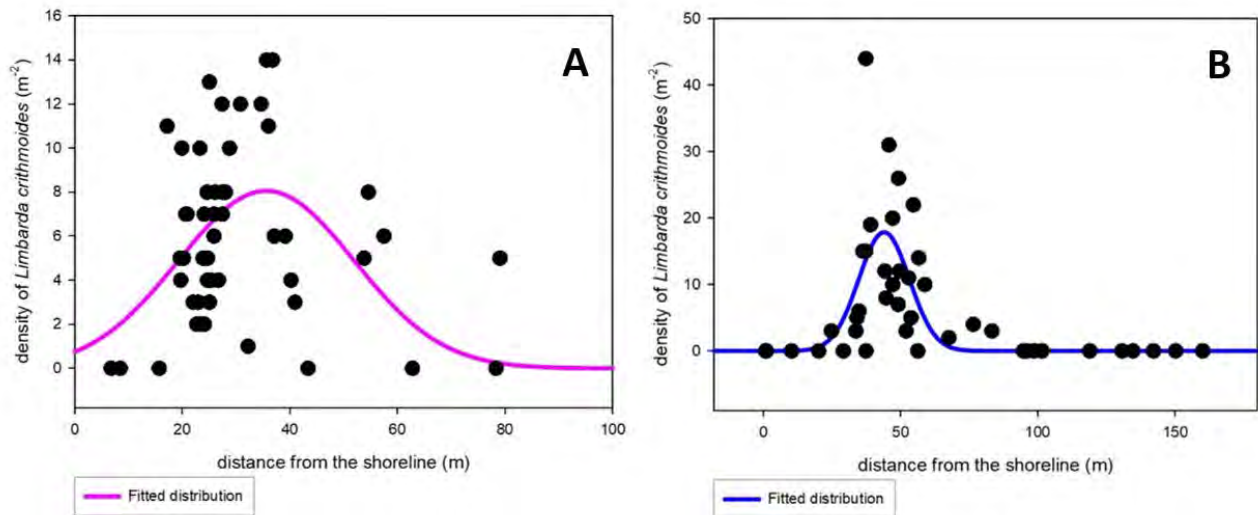 A
density of Limbarda crithmoides (m-2)
16
14
12
10
8
6
4
2
0
0 20 40 60 80 100
distance from the shoreline (m)
Fitted distribution
B
density of Limbarda crithmoides (m-2)
50
40
30
20
10
0
0 50 100 150
distance from the shoreline (m)
Fitted distribution